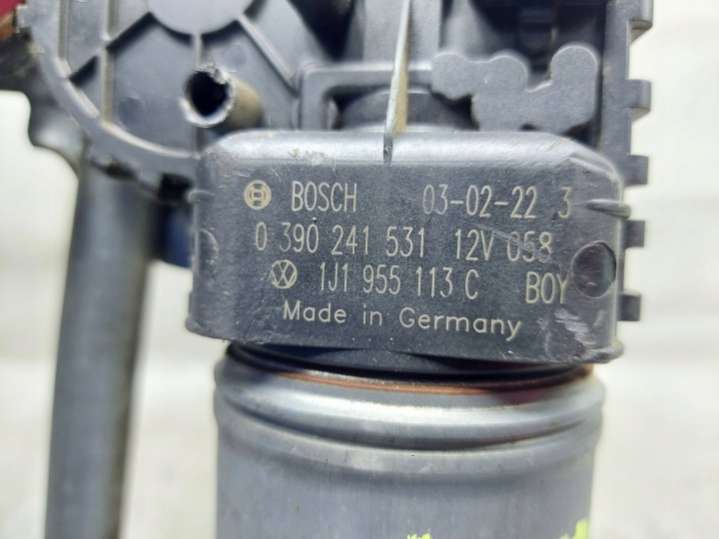 BOSCH 03-02-22 3
0 390 241 531 12V 058
1J1 955 113 C BOY
Made in Germany